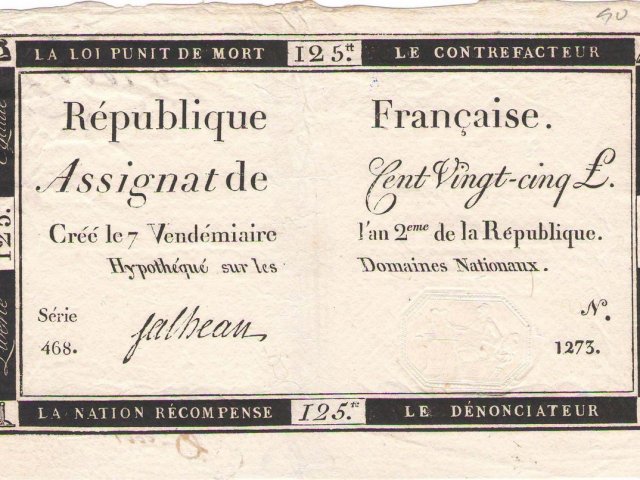 50
LA LOI PUNIT DE MORT 125.tt LE CONTREFACTEUR
République Française.
Assignat de Cent Vingt-cinq £.
Créé le 7 Vendémiaire l'an 2eme de la République.
Hypothéqué sur les Domaines Nationaux.
Série N.
468. 1273.
125.
LA NATION RÉCOMPENSE 125.tt LE DÉNONCIATEUR